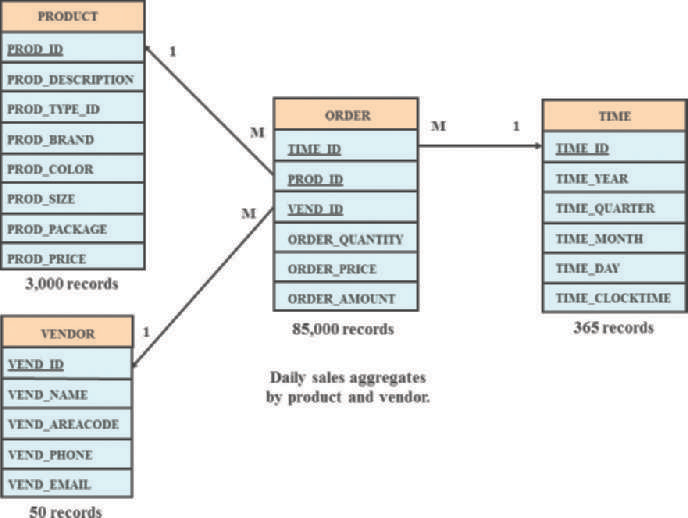 PRODUCT
PROD_ID
PROD_DESCRIPTION
PROD_TYPE_ID
PROD_BRAND
PROD_COLOR
PROD_SIZE
PROD_PACKAGE
PROD_PRICE
3,000 records
1
M
ORDER
TIME_ID
PROD_ID
VEND_ID
ORDER_QUANTITY
ORDER_PRICE
ORDER_AMOUNT
85,000 records
M
1
TIME
TIME_ID
TIME_YEAR
TIME_QUARTER
TIME_MONTH
TIME_DAY
TIME_CLOCKTIME
365 records
M
1
VENDOR
VEND_ID
VEND_NAME
VEND_AREACODE
VEND_PHONE
VEND_EMAIL
50 records
Daily sales aggregates
by product and vendor.